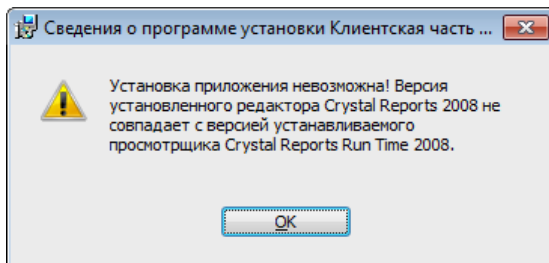 Сведения о программе установки Клиентская часть ...
Установка приложения невозможна! Версия
установленного редактора Crystal Reports 2008 не
совпадает с версией устанавливаемого
просмотрщика Crystal Reports Run Time 2008.
OK